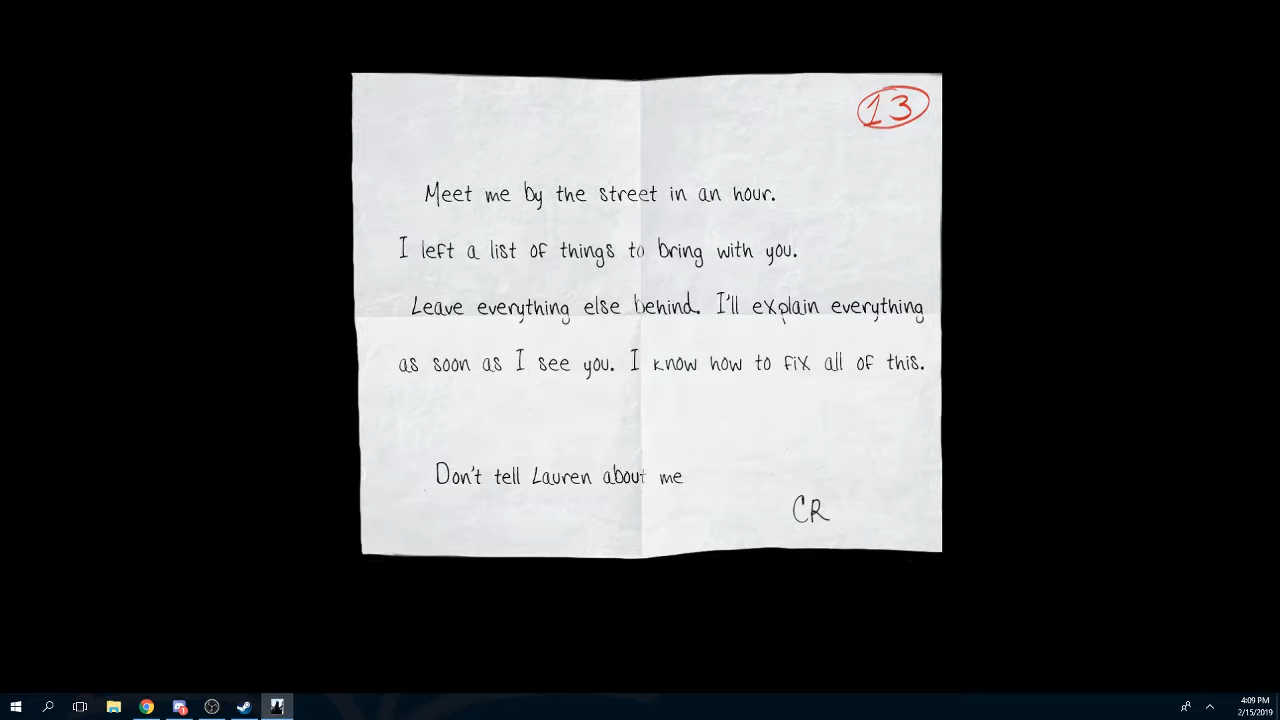 13
Meet me by the street in an hour.
I left a list of things to bring with you.
Leave everything else behind. I'll explain everything
as soon as I see you. I know how to fix all of this.
Don't tell Lauren about me
CR
4:09 PM
2/15/2019